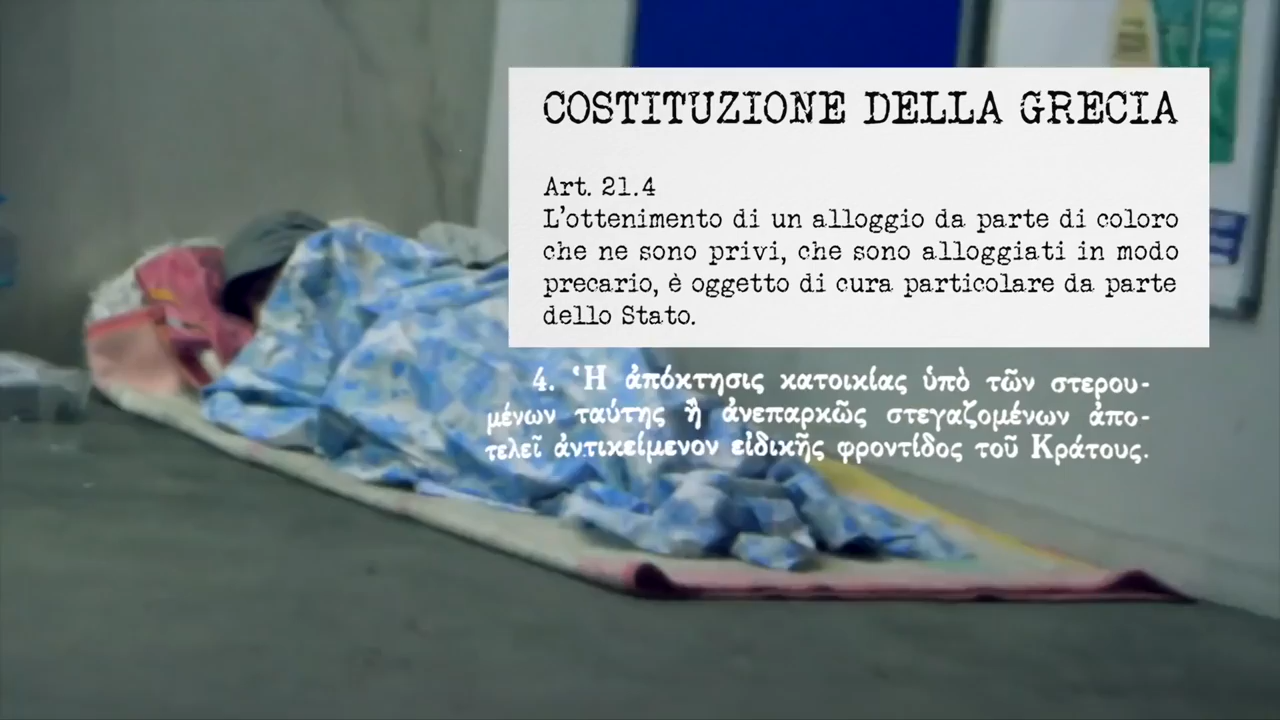 COSTITUZIONE DELLA GRECIA
Art. 21.4
L'ottenimento di un alloggio da parte di coloro
che ne sono privi, che sono alloggiati in modo
precario, è oggetto di cura particolare da parte
dello Stato.
4. Ἡ ἀπόκτησις κατοικίας ὑπὸ τῶν στερου-
μένων ταύτης ἢ ἀνεπαρκῶς στεγαζομένων ἀπο-
τελεῖ ἀντικείμενον εἰδικῆς φροντίδος τοῦ Κράτους.